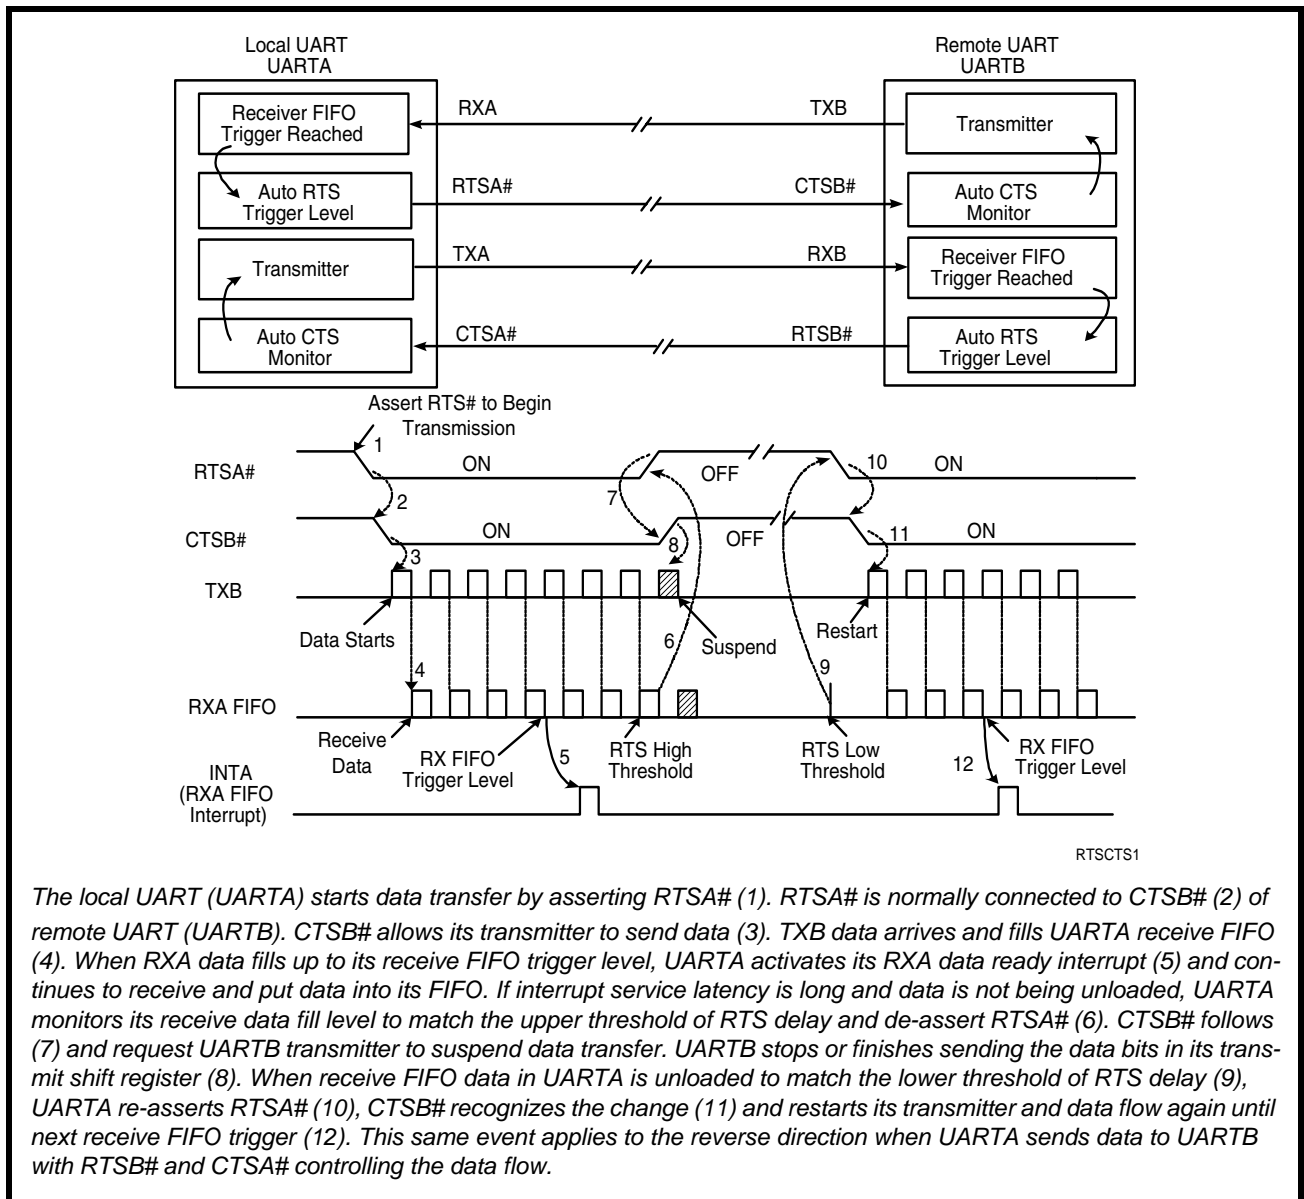 Local UART
UARTA
Remote UART
UARTB
Receiver FIFO
Trigger Reached
RXA
TXB
Transmitter
Auto RTS
Trigger Level
RTSA#
CTSB#
Auto CTS
Monitor
Transmitter
TXA
RXB
Receiver FIFO
Trigger Reached
Auto CTS
Monitor
CTSA#
RTSB#
Auto RTS
Trigger Level
Assert RTS# to Begin
Transmission
1
RTSA#
ON
OFF
10
ON
2
7
CTSB#
ON
8
OFF
11
ON
3
TXB
Data Starts
6
Suspend
Restart
4
9
RXA FIFO
Receive
Data
RX FIFO
Trigger Level
5
RTS High
Threshold
RTS Low
Threshold
12
RX FIFO
Trigger Level
INTA
(RXA FIFO
Interrupt)
RTSCTS1
The local UART (UARTA) starts data transfer by asserting RTSA# (1). RTSA# is normally connected to CTSB# (2) of
remote UART (UARTB). CTSB# allows its transmitter to send data (3). TXB data arrives and fills UARTA receive FIFO
(4). When RXA data fills up to its receive FIFO trigger level, UARTA activates its RXA data ready interrupt (5) and con-
tinues to receive and put data into its FIFO. If interrupt service latency is long and data is not being unloaded, UARTA
monitors its receive data fill level to match the upper threshold of RTS delay and de-assert RTSA# (6). CTSB# follows
(7) and request UARTB transmitter to suspend data transfer. UARTB stops or finishes sending the data bits in its trans-
mit shift register (8). When receive FIFO data in UARTA is unloaded to match the lower threshold of RTS delay (9),
UARTA re-asserts RTSA# (10), CTSB# recognizes the change (11) and restarts its transmitter and data flow again until
next receive FIFO trigger (12). This same event applies to the reverse direction when UARTA sends data to UARTB
with RTSB# and CTSA# controlling the data flow.